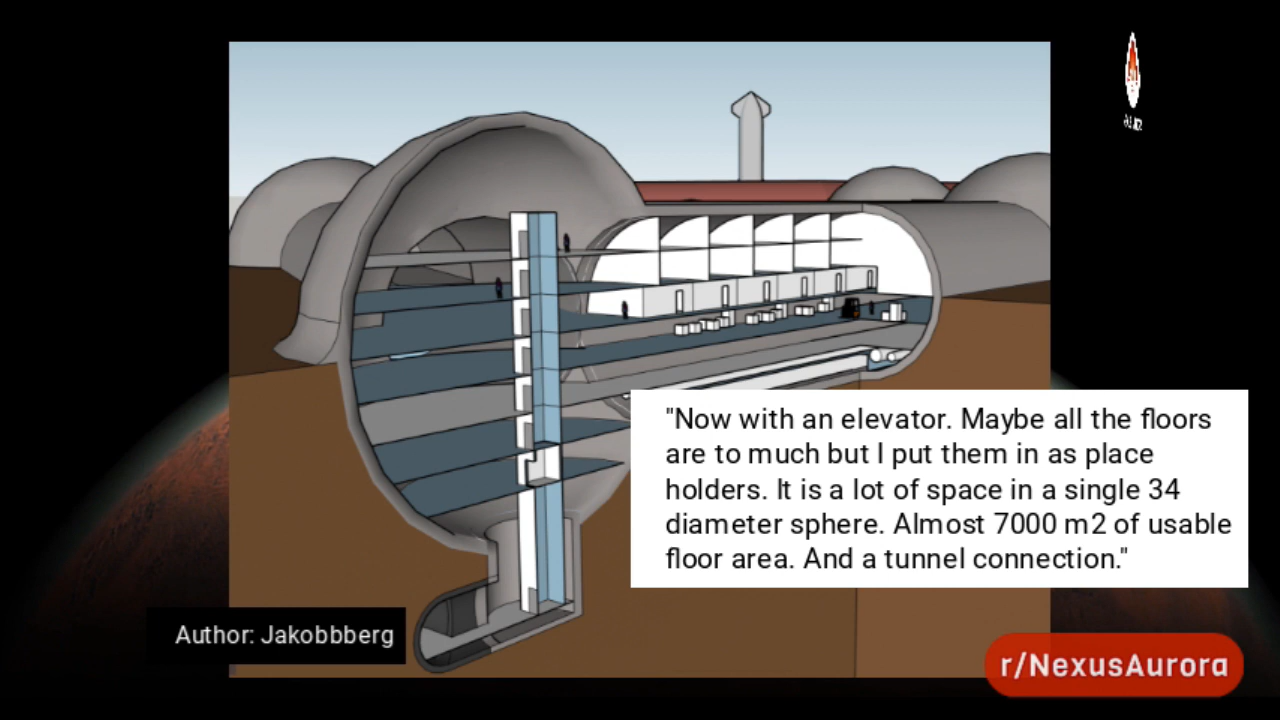 "Now with an elevator. Maybe all the floors
are to much but I put them in as place
holders. It is a lot of space in a single 34
diameter sphere. Almost 7000 m2 of usable
floor area. And a tunnel connection."
Author: Jakobbberg
r/NexusAurora